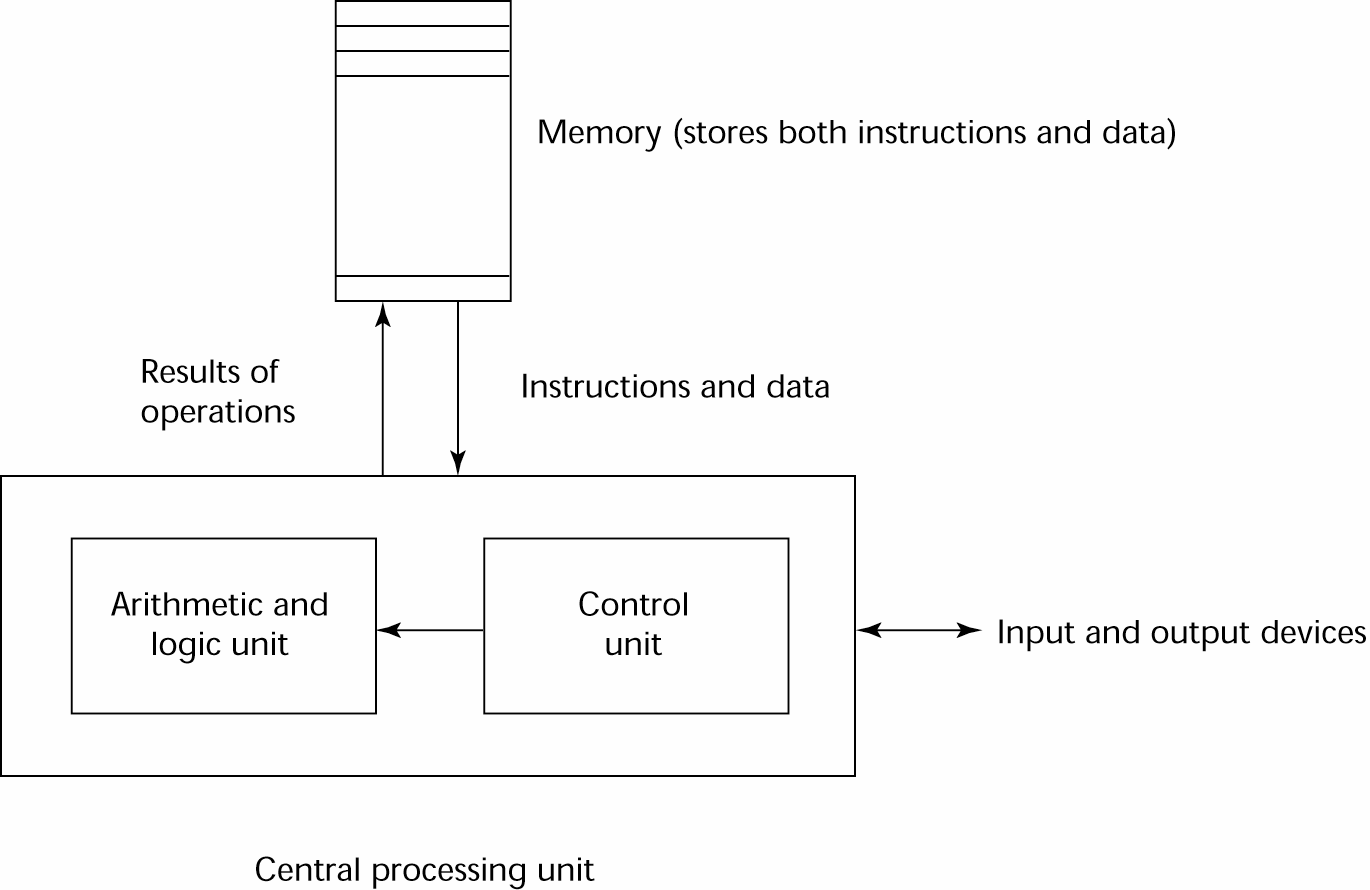 Memory (stores both instructions and data)
Results of
operations
Instructions and data
Arithmetic and
logic unit
Control
unit
Input and output devices
Central processing unit